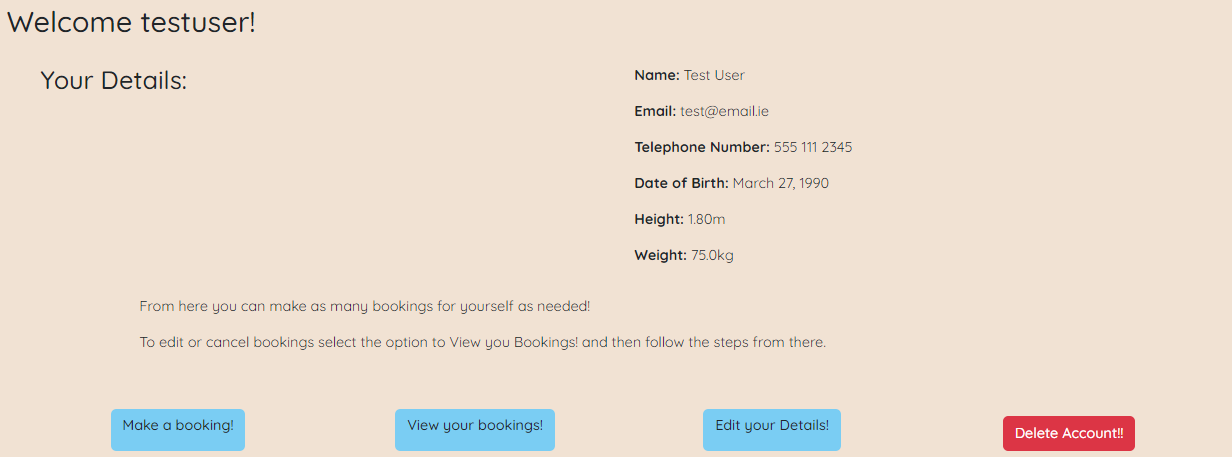 Welcome testuser!
Your Details:
Name: Test User
Email: test@email.ie
Telephone Number: 555 111 2345
Date of Birth: March 27, 1990
Height: 1.80m
Weight: 75.0kg
From here you can make as many bookings for yourself as needed!
To edit or cancel bookings select the option to View you Bookings! and then follow the steps from there.
Make a booking!
View your bookings!
Edit your Details!
Delete Account!!